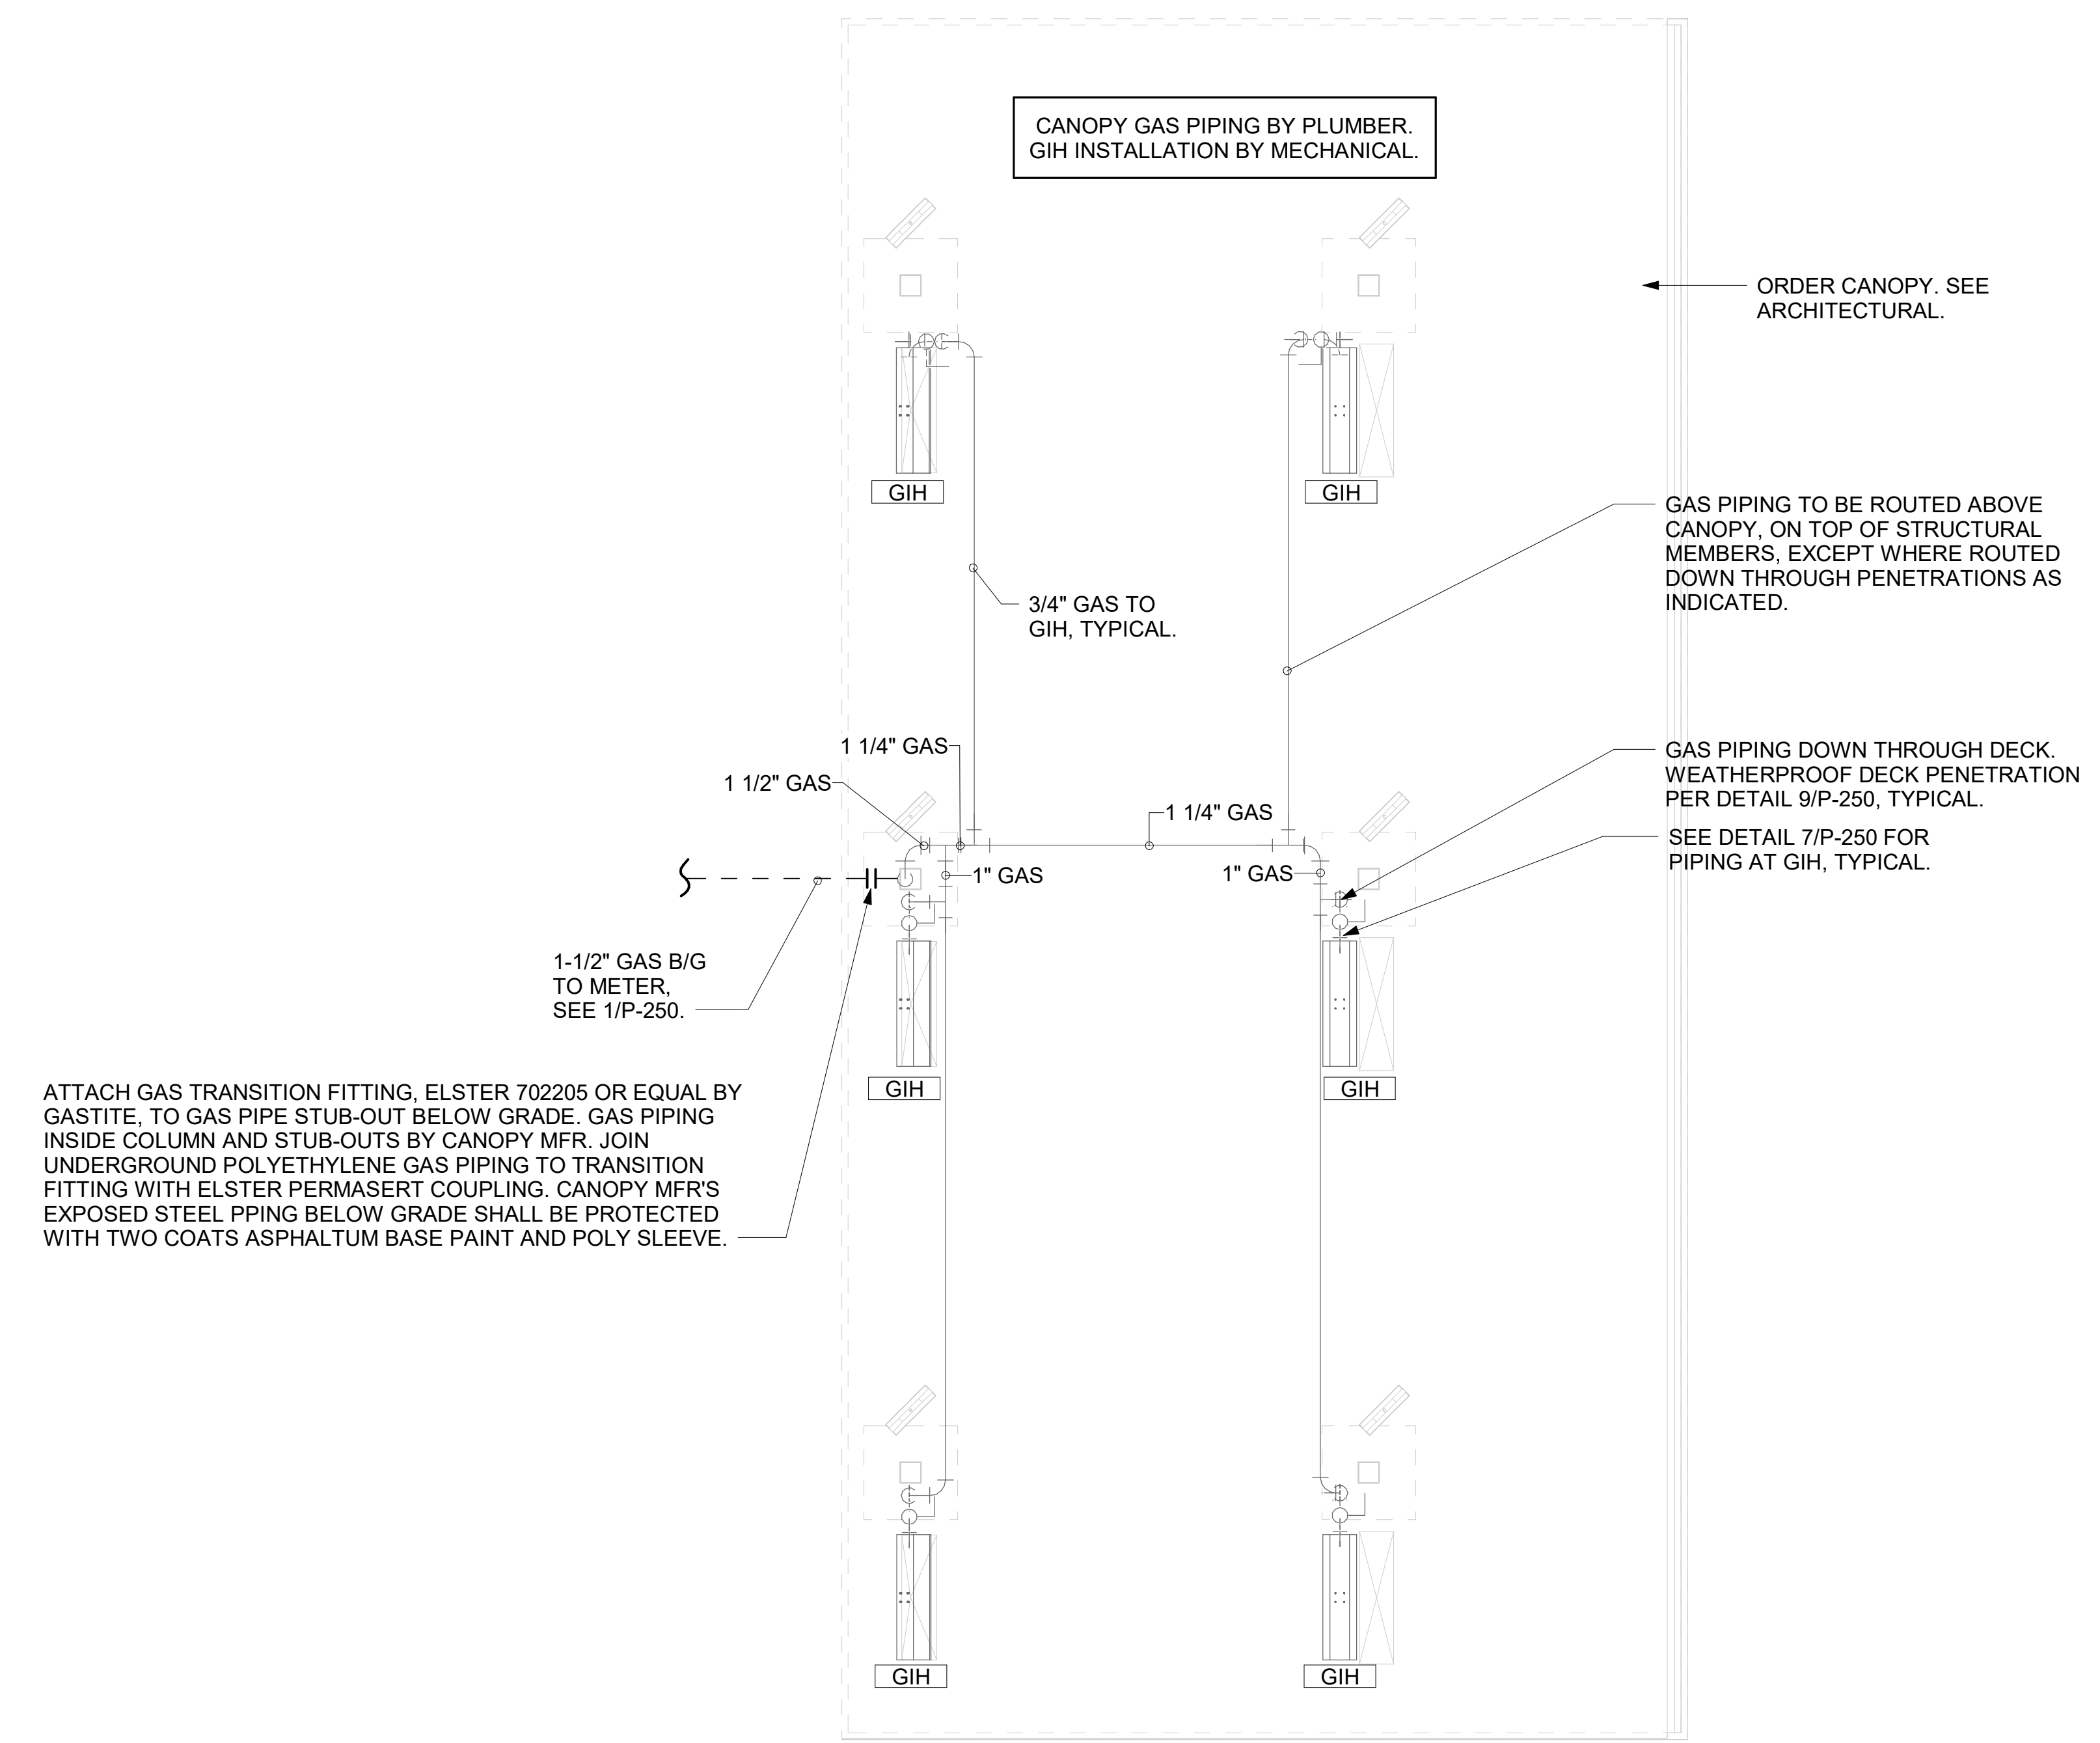 CANOPY GAS PIPING BY PLUMBER.
GIH INSTALLATION BY MECHANICAL.
ORDER CANOPY. SEE
ARCHITECTURAL.
GIH
GIH
GAS PIPING TO BE ROUTED ABOVE
CANOPY, ON TOP OF STRUCTURAL
MEMBERS, EXCEPT WHERE ROUTED
DOWN THROUGH PENETRATIONS AS
INDICATED.
3/4" GAS TO
GIH, TYPICAL.
1 1/4" GAS
1 1/2" GAS
1 1/4" GAS
GAS PIPING DOWN THROUGH DECK.
WEATHERPROOF DECK PENETRATION
PER DETAIL 9/P-250, TYPICAL.
SEE DETAIL 7/P-250 FOR
PIPING AT GIH, TYPICAL.
1" GAS
1" GAS
1-1/2" GAS B/G
TO METER,
SEE 1/P-250.
GIH
GIH
ATTACH GAS TRANSITION FITTING, ELSTER 702205 OR EQUAL BY
GASTITE, TO GAS PIPE STUB-OUT BELOW GRADE. GAS PIPING
INSIDE COLUMN AND STUB-OUTS BY CANOPY MFR. JOIN
UNDERGROUND POLYETHYLENE GAS PIPING TO TRANSITION
FITTING WITH ELSTER PERMASERT COUPLING. CANOPY MFR'S
EXPOSED STEEL PPING BELOW GRADE SHALL BE PROTECTED
WITH TWO COATS ASPHALTUM BASE PAINT AND POLY SLEEVE.
GIH
GIH